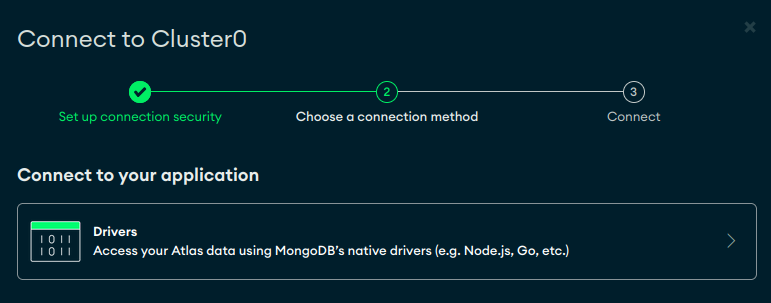 Connect to Cluster0
2
3
Set up connection security
Choose a connection method
Connect
Connect to your application
1011
1011
Drivers
Access your Atlas data using MongoDB's native drivers (e.g. Node.js, Go, etc.)